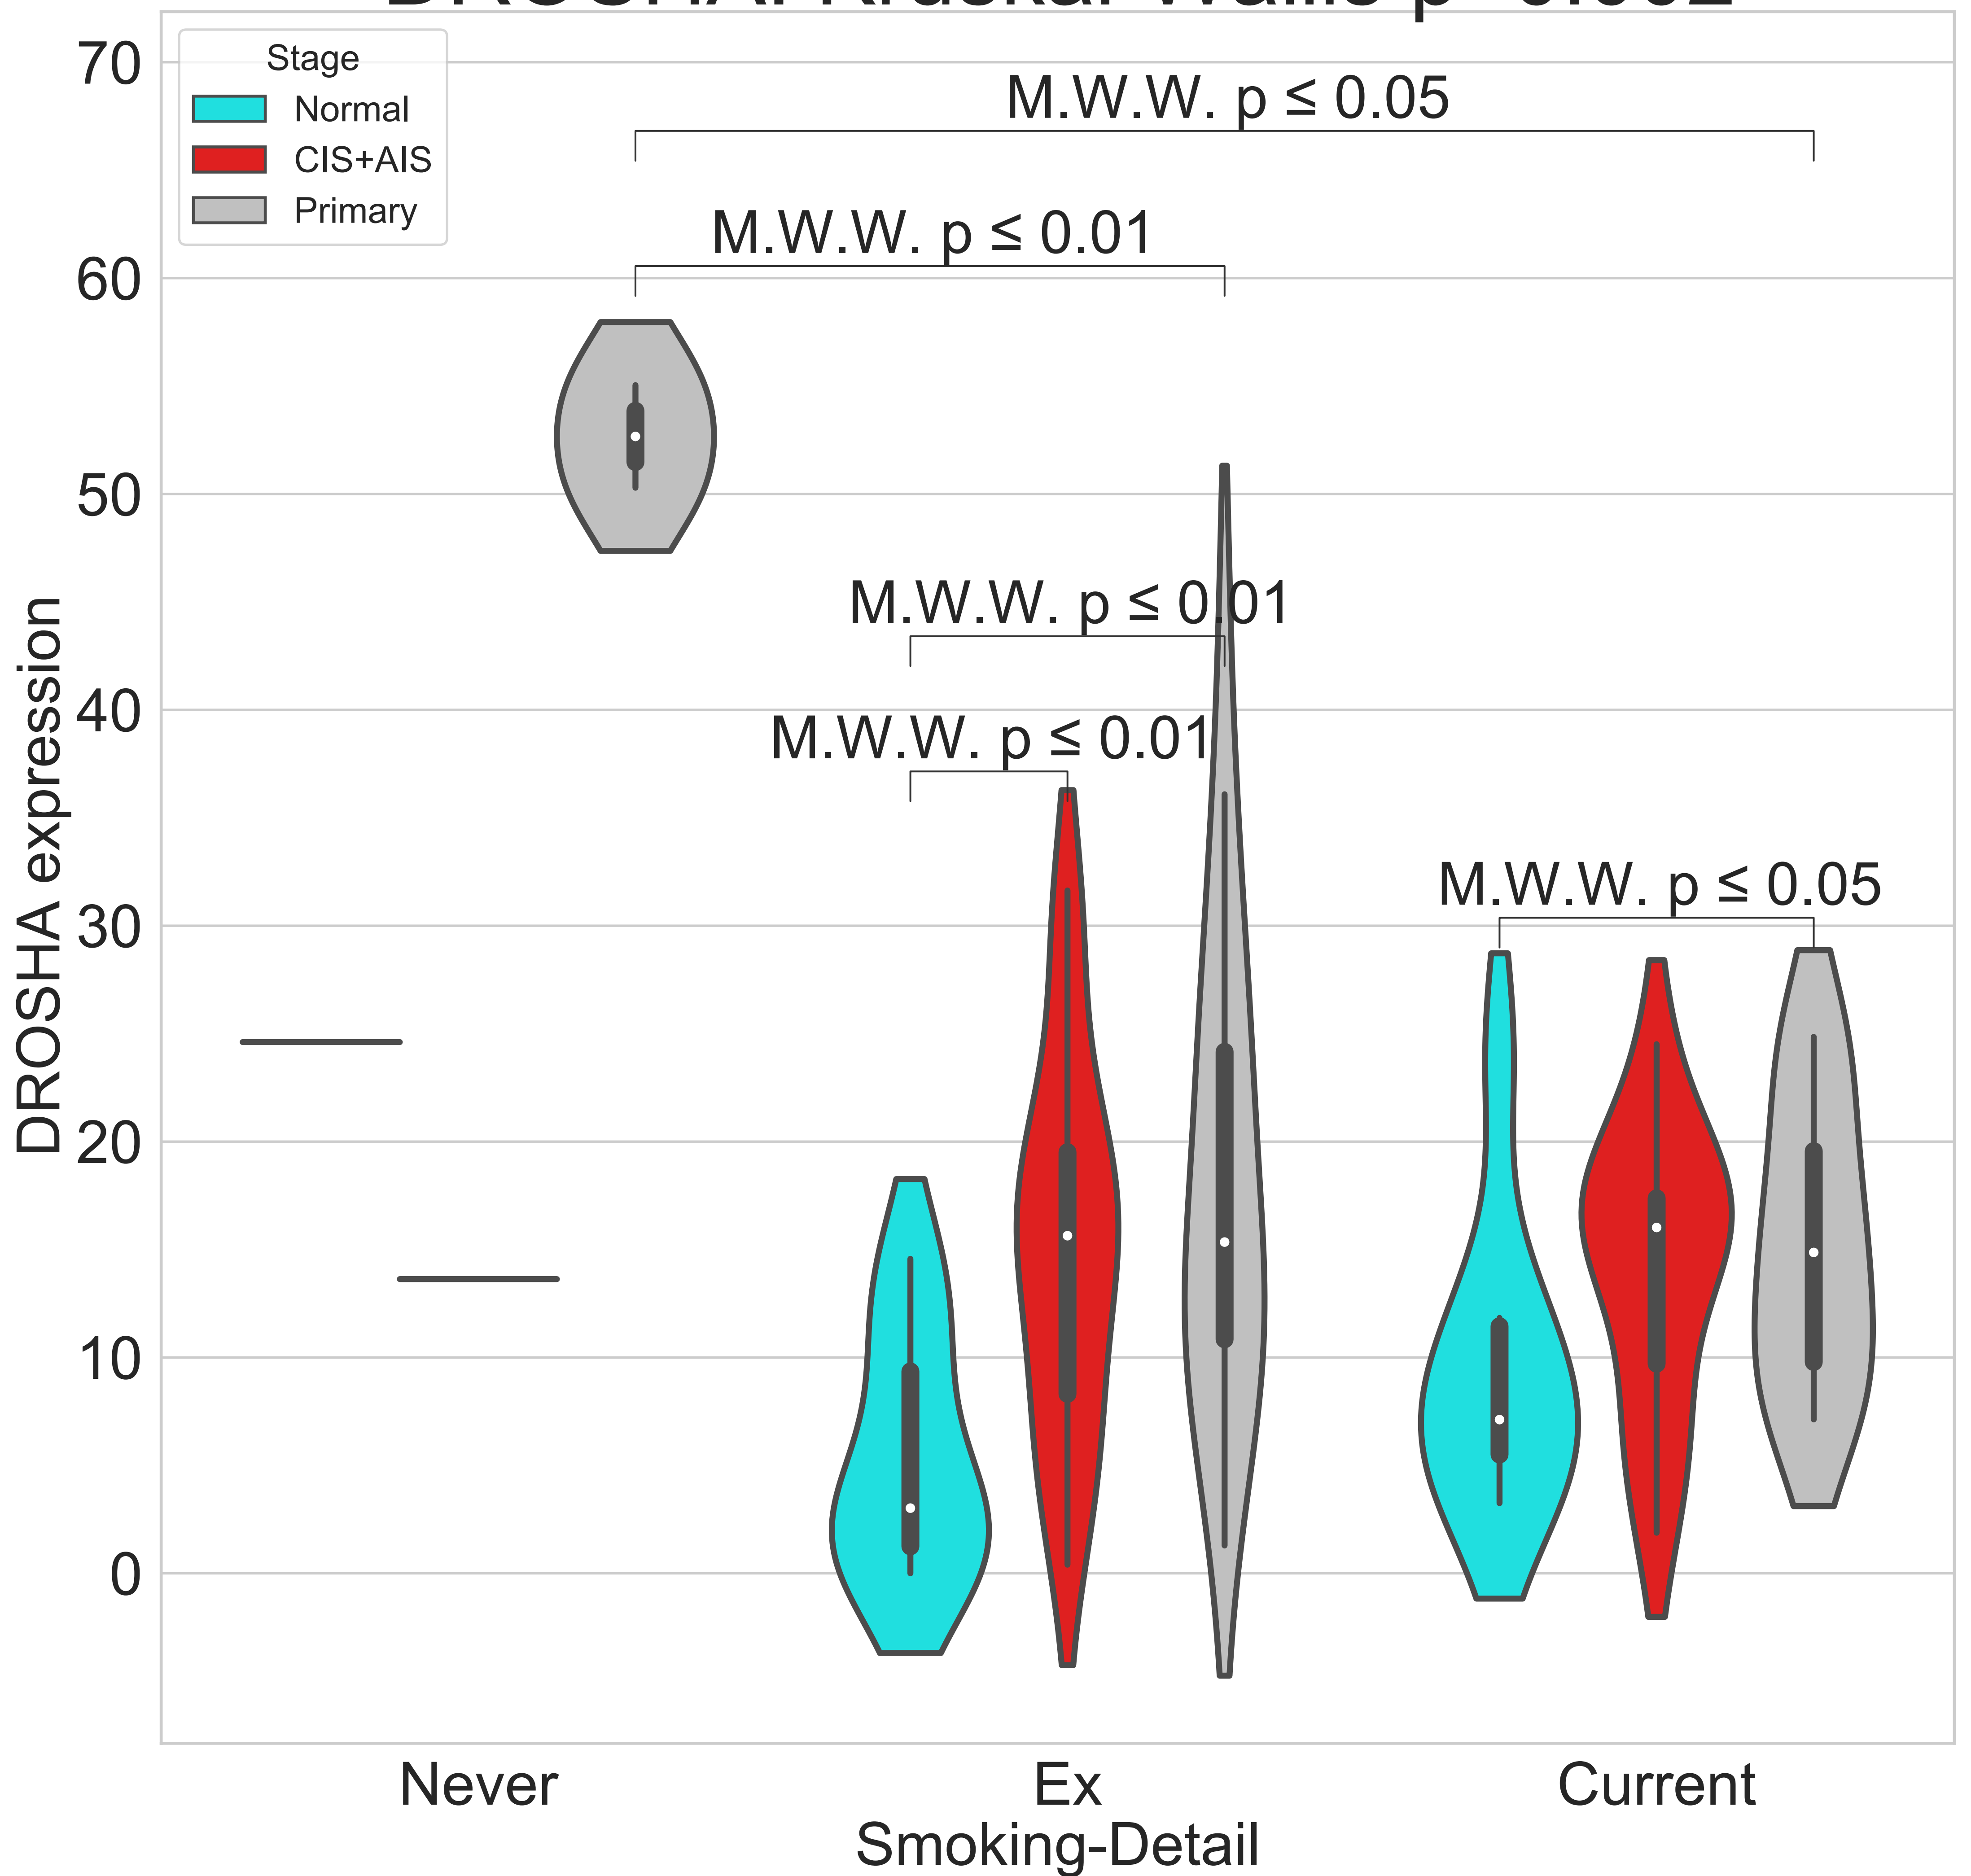 70
60
50
40
30
20
10
0
DROSHA expression
Stage
Normal
CIS+AIS
Primary
M.W.W. p ≤ 0.05
M.W.W. p ≤ 0.01
M.W.W. p ≤ 0.01
M.W.W. p ≤ 0.01
M.W.W. p ≤ 0.05
Never
Ex
Current
Smoking-Detail